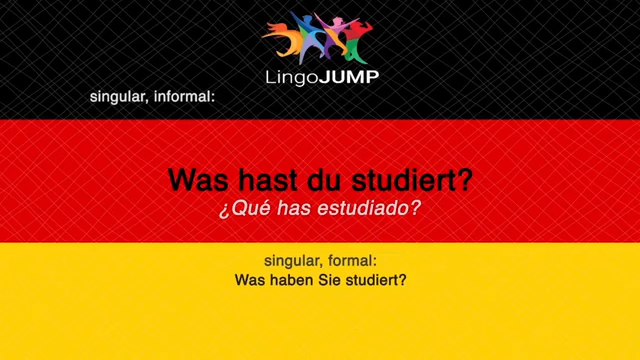 LingoJUMP
singular, informal:
Was hast du studiert?
¿Qué has estudiado?
singular, formal:
Was haben Sie studiert?